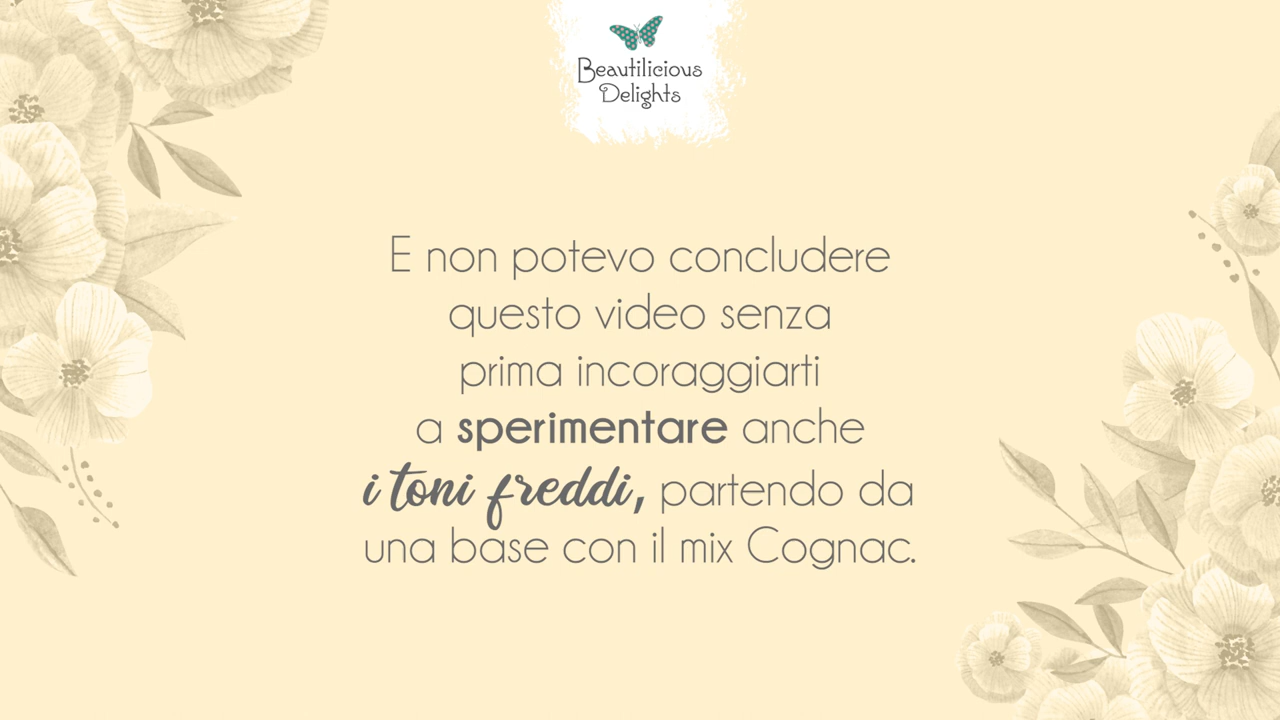 Beautilicious
Delights
E non potevo concludere
questo video senza
prima incoraggiarti
a sperimentare anche
i toni freddi, partendo da
una base con il mix Cognac.